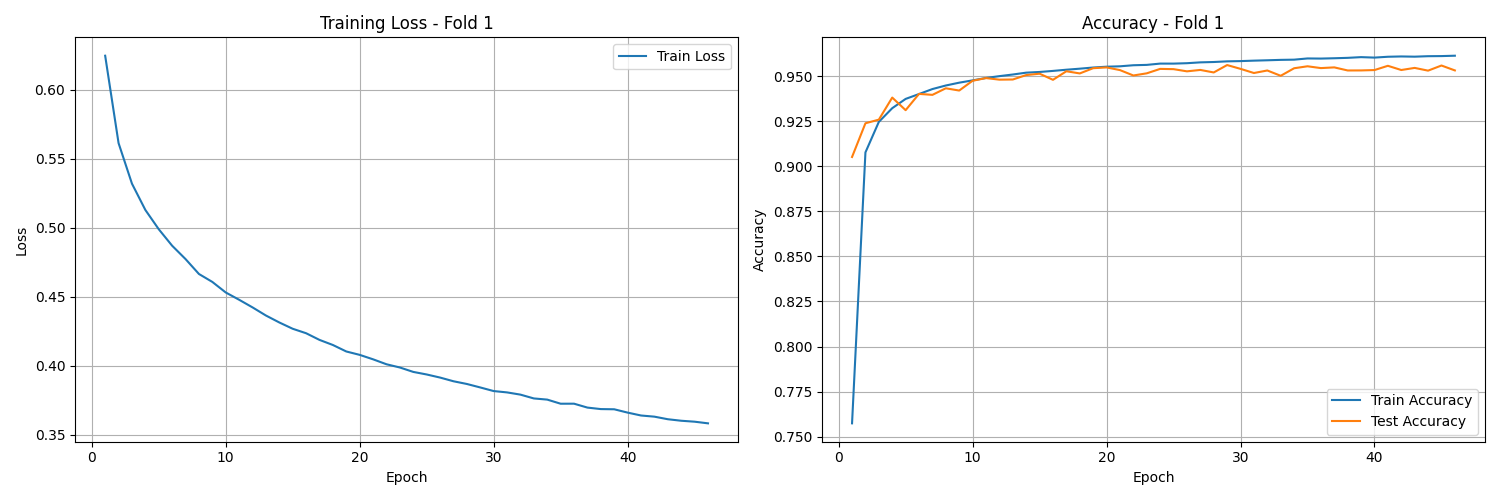 Training Loss - Fold 1
Train Loss
0.60
0.55
0.50
0.45
0.40
0.35
Loss
0 10 20 30 40
Epoch
Accuracy - Fold 1
0.950
0.925
0.900
0.875
0.850
0.825
0.800
0.775
0.750
Accuracy
Train Accuracy
Test Accuracy
0 10 20 30 40
Epoch